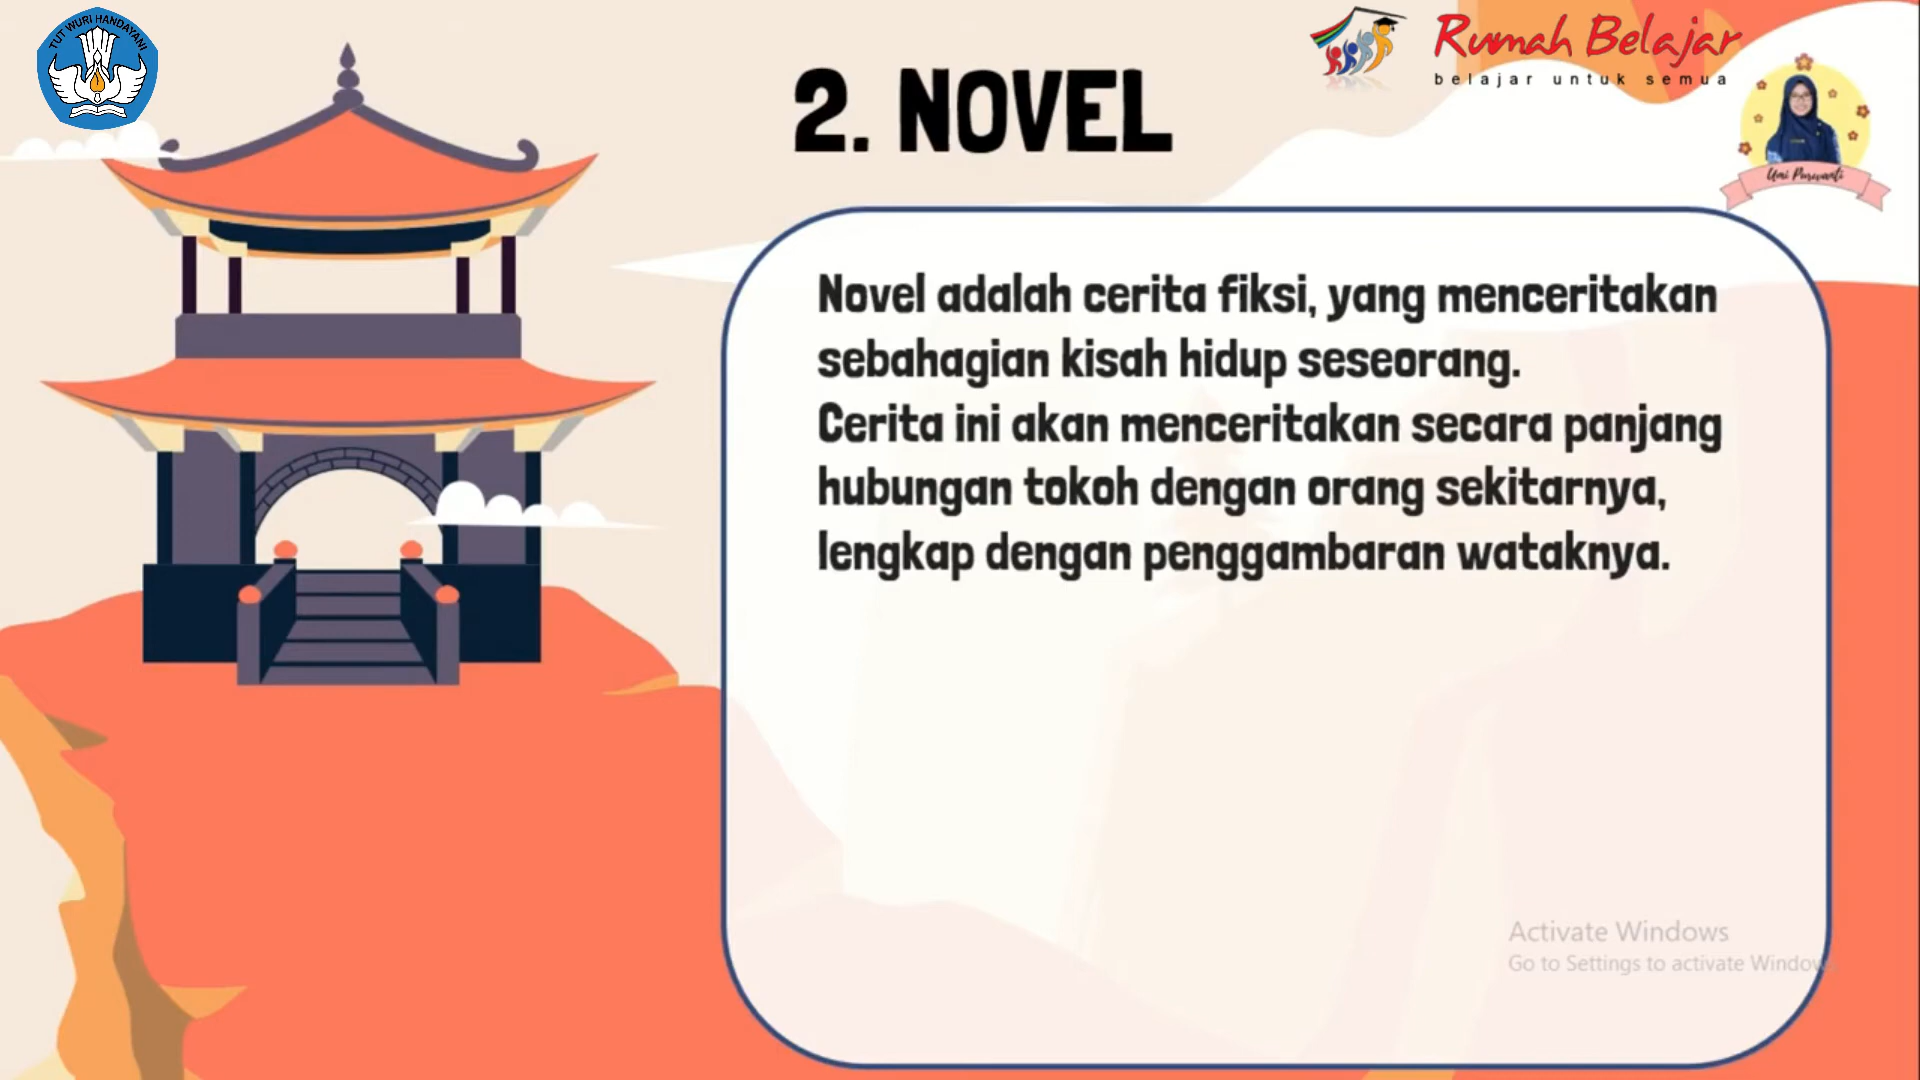 TUT WURI HANDAYANI
Rumah Belajar
belajar untuk semua
2. NOVEL
Umi Purwanti
Novel adalah cerita fiksi, yang menceritakan
sebahagian kisah hidup seseorang.
Cerita ini akan menceritakan secara panjang
hubungan tokoh dengan orang sekitarnya,
lengkap dengan penggambaran wataknya.
Activate Windows
Go to Settings to activate Windows